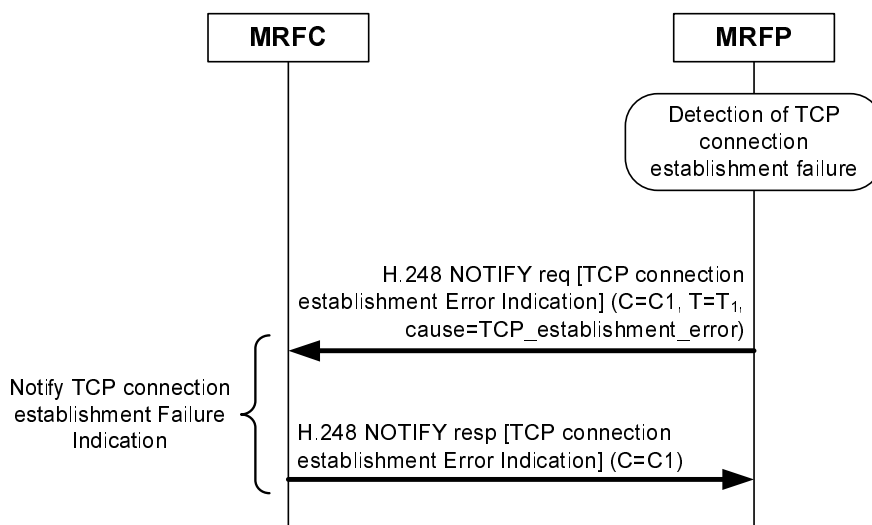 MRFC
MRFP
Detection of TCP
connection
establishment failure
H.248 NOTIFY req [TCP connection
establishment Error Indication] (C=C1, T=T₁,
cause=TCP_establishment_error)
Notify TCP connection
establishment Failure
Indication
H.248 NOTIFY resp [TCP connection
establishment Error Indication] (C=C1)